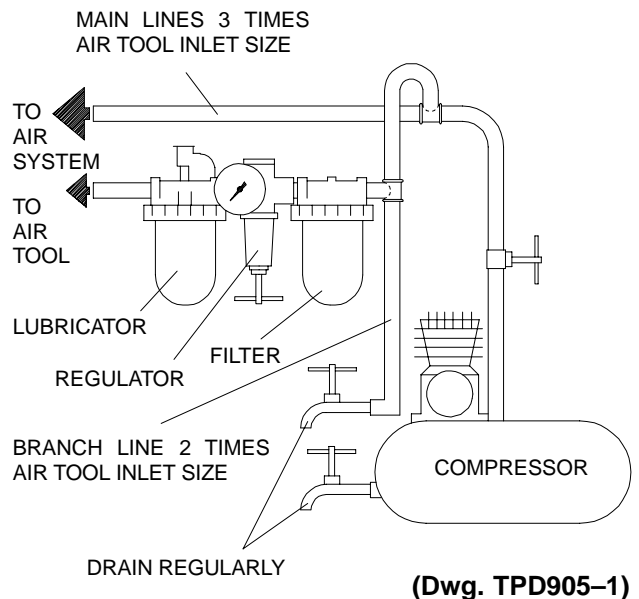 MAIN LINES 3 TIMES
AIR TOOL INLET SIZE
TO
AIR
SYSTEM
TO
AIR
TOOL
LUBRICATOR
REGULATOR
FILTER
BRANCH LINE 2 TIMES
AIR TOOL INLET SIZE
COMPRESSOR
DRAIN REGULARLY
(Dwg. TPD905–1)